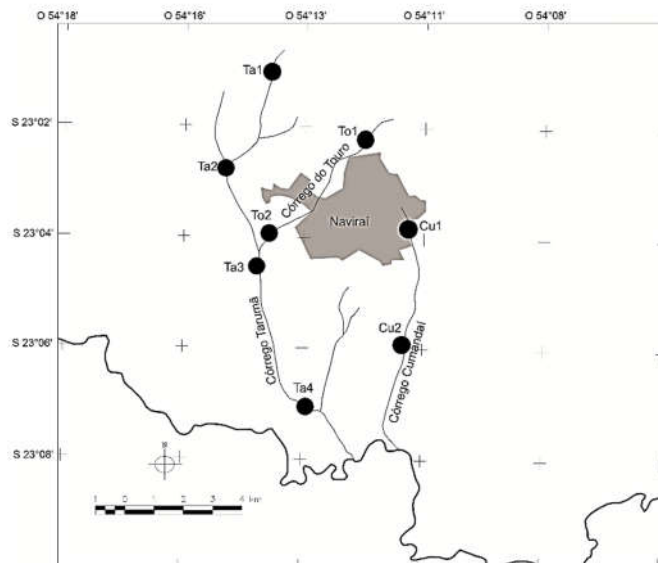 O 54°18' O 54°16' O 54°13' O 54°11' O 54°08'
Ta1
S 23°02'
To1
Ta2
Córrego do Touro
To2
Naviraí
Cu1
S 23°04'
Ta3
Córrego Tarumã
Cu2
S 23°06'
Córrego Cumandaí
Ta4
S 23°08'
N
1 0 1 2 3 4 km